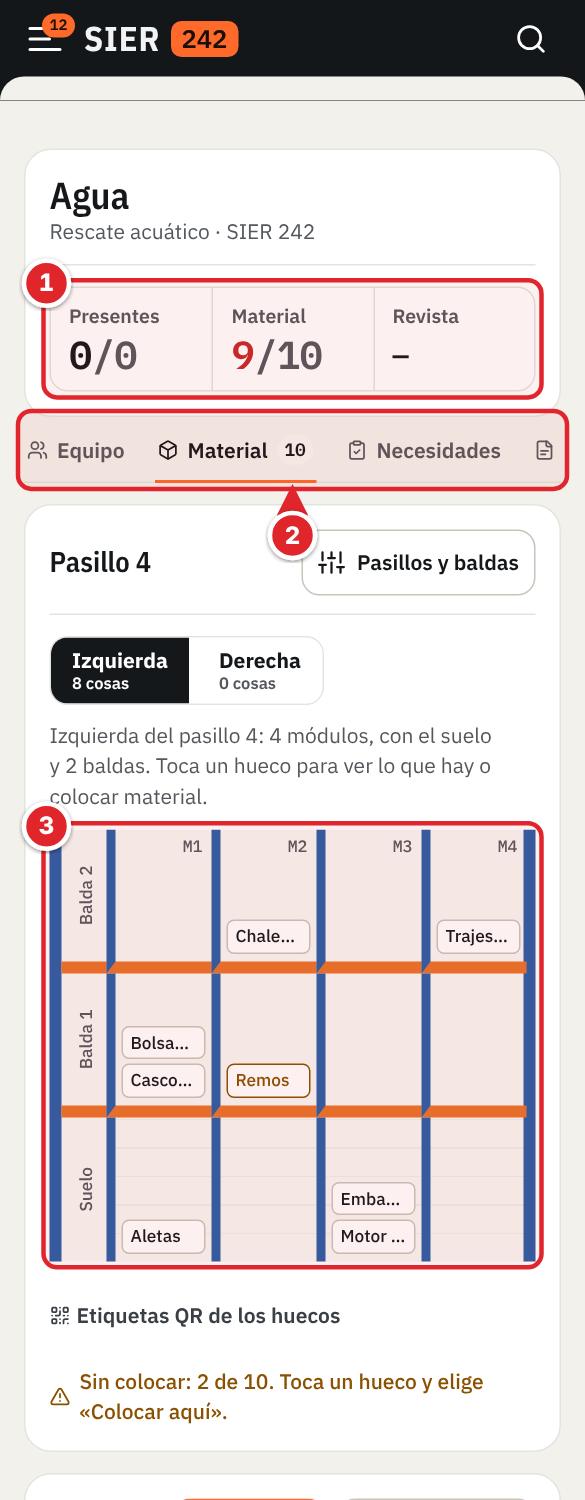 12
SIER 242
Agua
Rescate acuático · SIER 242
1
Presentes Material Revista
0/0 9/10 –
Equipo Material 10 Necesidades
2
Pasillo 4 Pasillos y baldas
Izquierda Derecha
8 cosas 0 cosas
Izquierda del pasillo 4: 4 módulos, con el suelo
y 2 baldas. Toca un hueco para ver lo que hay o
colocar material.
3
M1 M2 M3 M4
Balda 2
Chale... Trajes...
Balda 1
Bolsa...
Casco... Remos
Suelo
Emba...
Aletas Motor ...
Etiquetas QR de los huecos
Sin colocar: 2 de 10. Toca un hueco y elige
«Colocar aquí».